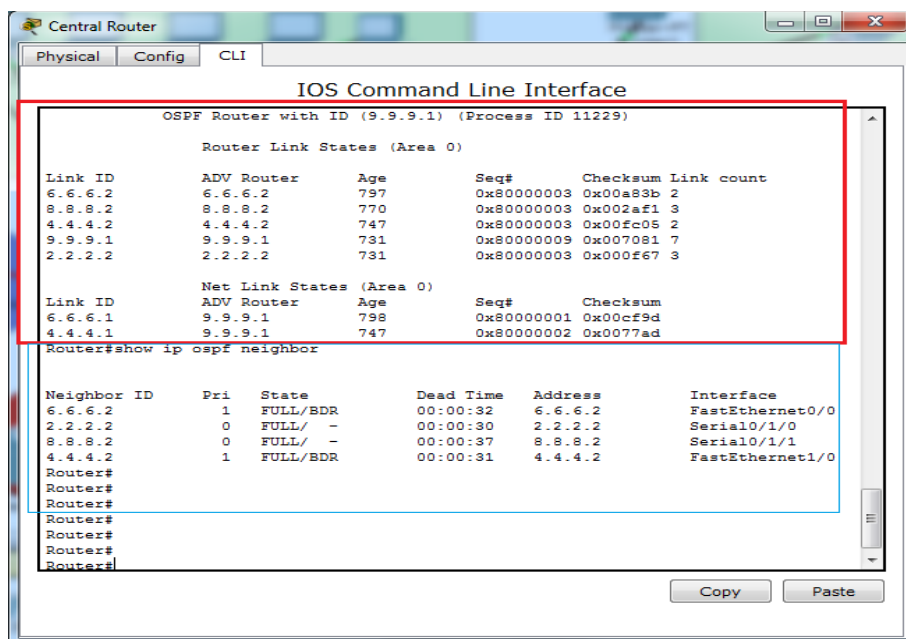 Central Router
Physical Config CLI
IOS Command Line Interface
OSPF Router with ID (9.9.9.1) (Process ID 11229)
Router Link States (Area 0)
Link ID ADV Router Age Seq# Checksum Link count
6.6.6.2 6.6.6.2 797 0x80000003 0x00a83b 2
8.8.8.2 8.8.8.2 770 0x80000003 0x002af1 3
4.4.4.2 4.4.4.2 747 0x80000003 0x00fc05 2
9.9.9.1 9.9.9.1 731 0x80000009 0x007081 7
2.2.2.2 2.2.2.2 731 0x80000003 0x000f67 3
Net Link States (Area 0)
Link ID ADV Router Age Seq# Checksum
6.6.6.1 9.9.9.1 798 0x80000001 0x00cf9d
4.4.4.1 9.9.9.1 747 0x80000002 0x0077ad
Router#show ip ospf neighbor
Neighbor ID Pri State Dead Time Address Interface
6.6.6.2 1 FULL/BDR 00:00:32 6.6.6.2 FastEthernet0/0
2.2.2.2 0 FULL/ - 00:00:30 2.2.2.2 Serial0/1/0
8.8.8.2 0 FULL/ - 00:00:37 8.8.8.2 Serial0/1/1
4.4.4.2 1 FULL/BDR 00:00:31 4.4.4.2 FastEthernet1/0
Router#
Router#
Router#
Router#
Router#
Router#
Router#
Copy Paste